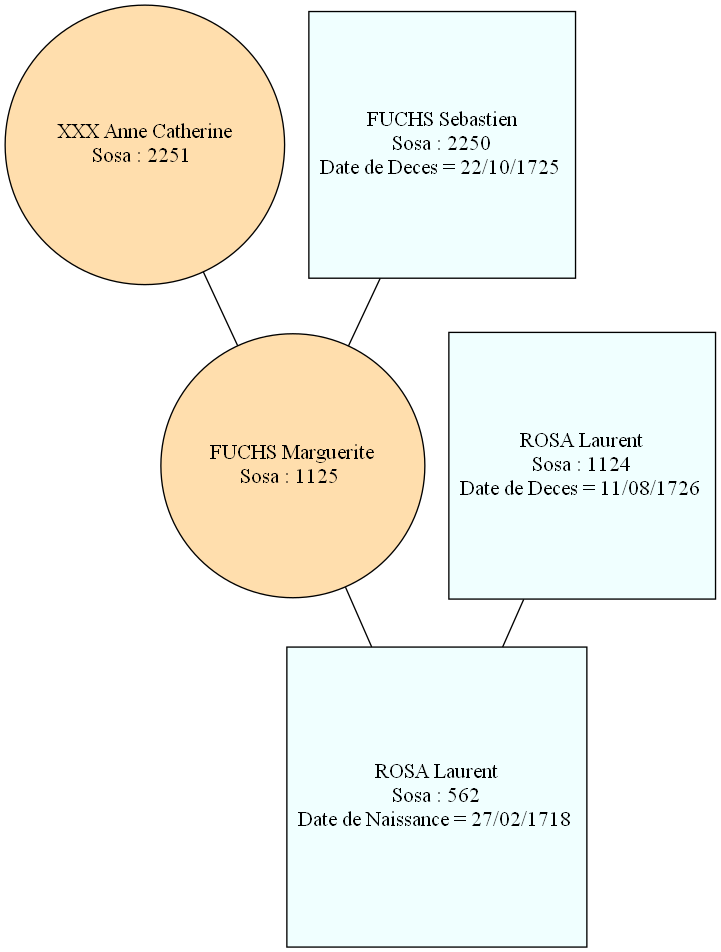 XXX Anne Catherine
Sosa : 2251
FUCHS Sebastien
Sosa : 2250
Date de Deces = 22/10/1725
FUCHS Marguerite
Sosa : 1125
ROSA Laurent
Sosa : 1124
Date de Deces = 11/08/1726
ROSA Laurent
Sosa : 562
Date de Naissance = 27/02/1718